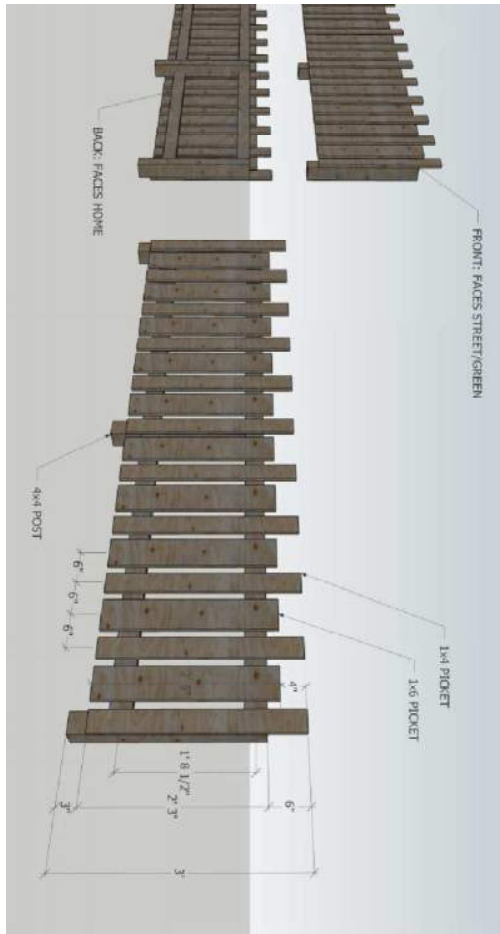 BACK: FACES HOME
FRONT: FACES STREET/GREEN
4x4 POST
1x4 PICKET
1x6 PICKET
6"
6"
6"
4"
1' 8 1/2"
6"
2' 3"
3"
3'